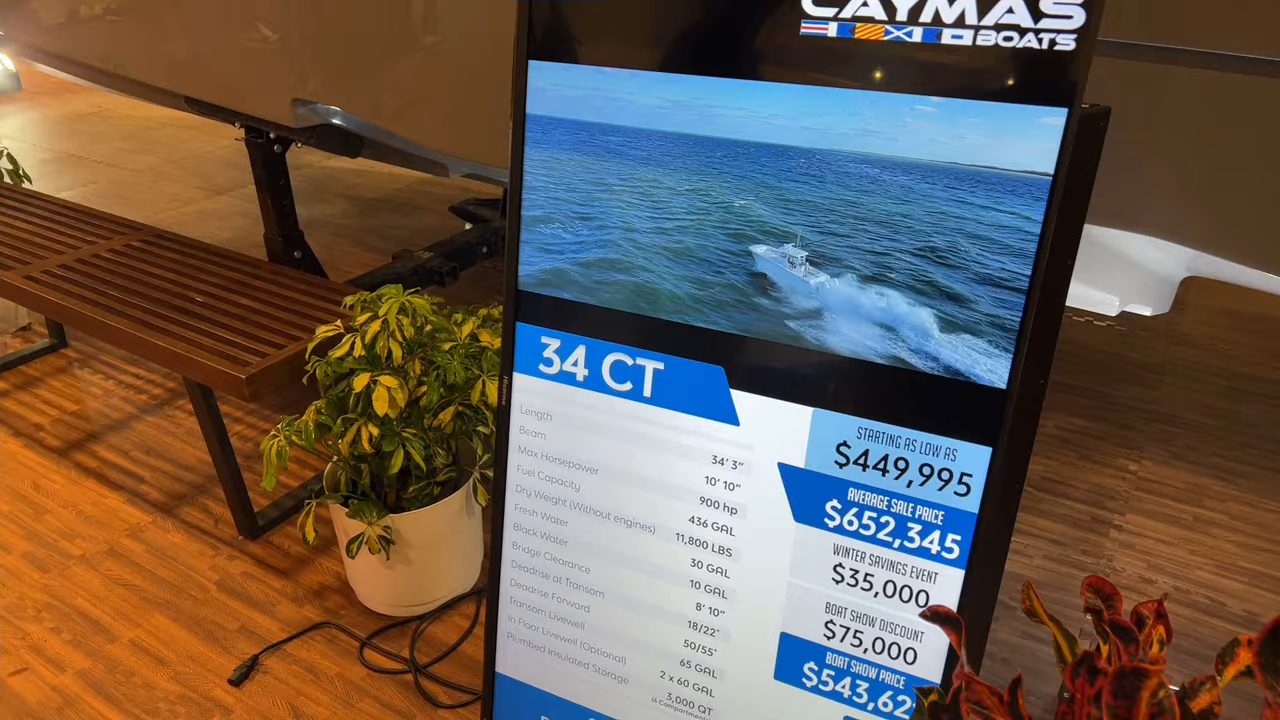 CAYMAS
BOATS
34 CT
Length 34' 3"
Beam 10' 10"
Max Horsepower 900 hp
Fuel Capacity 436 GAL
Dry Weight (Without engines) 11,800 LBS
Fresh Water 30 GAL
Black Water 10 GAL
Bridge Clearance 8' 10"
Deadrise at Transom 18/22°
Deadrise Forward 50/55°
Transom Livewell 65 GAL
In Floor Livewell (Optional) 2 x 60 GAL
Plumbed Insulated Storage 3,000 QT
STARTING AS LOW AS
$449,995
AVERAGE SALE PRICE
$652,345
WINTER SAVINGS EVENT
$35,000
BOAT SHOW DISCOUNT
$75,000
BOAT SHOW PRICE
$543,62
Hisense